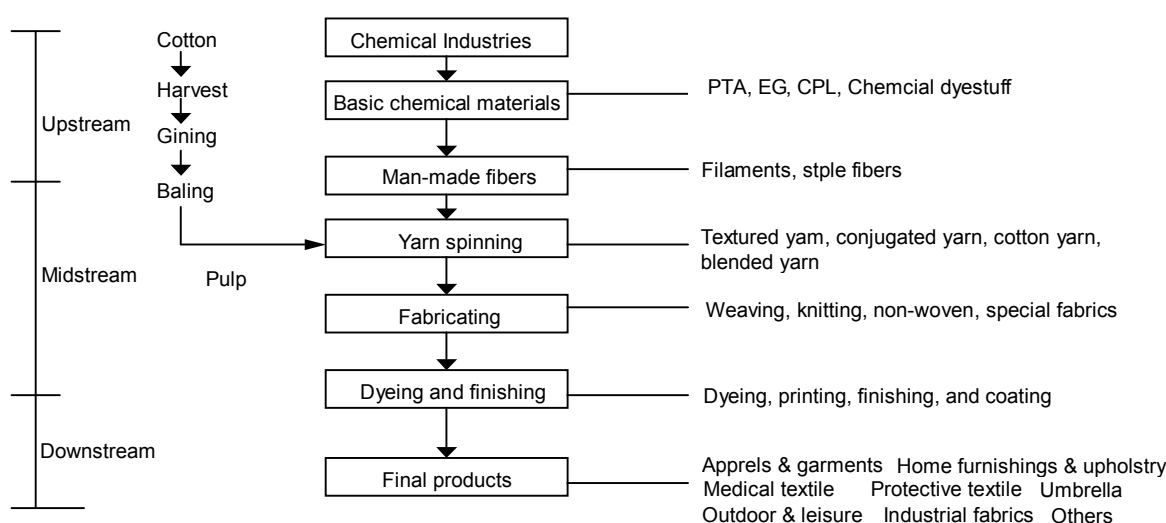 Cotton
Harvest
Gining
Baling
Pulp
Upstream
Midstream
Downstream
Chemical Industries
Basic chemical materials
PTA, EG, CPL, Chemcial dyestuff
Man-made fibers
Filaments, stple fibers
Yarn spinning
Textured yam, conjugated yarn, cotton yarn,
blended yarn
Fabricating
Weaving, knitting, non-woven, special fabrics
Dyeing and finishing
Dyeing, printing, finishing, and coating
Final products
Apprels & garments Home furnishings & upholstry
Medical textile Protective textile Umbrella
Outdoor & leisure Industrial fabrics Others